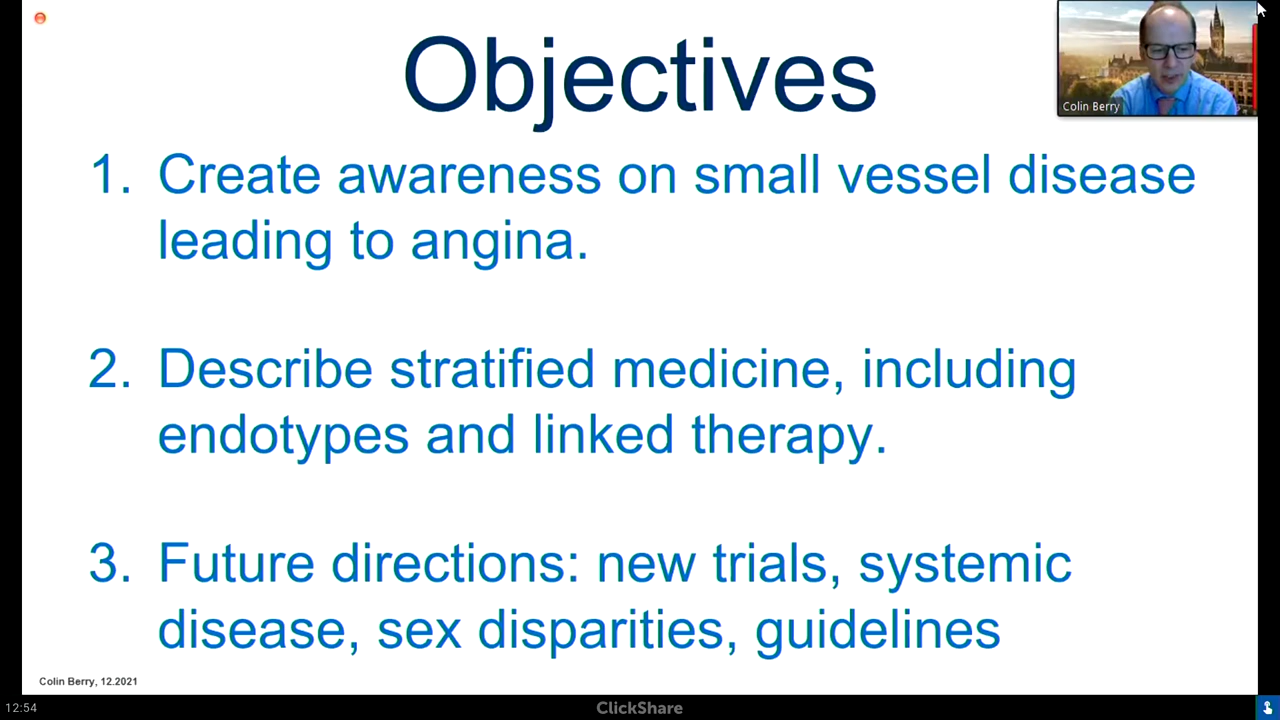 Objectives
Colin Berry
1. Create awareness on small vessel disease
leading to angina.
2. Describe stratified medicine, including
endotypes and linked therapy.
3. Future directions: new trials, systemic
disease, sex disparities, guidelines
Colin Berry, 12.2021
12:54
ClickShare